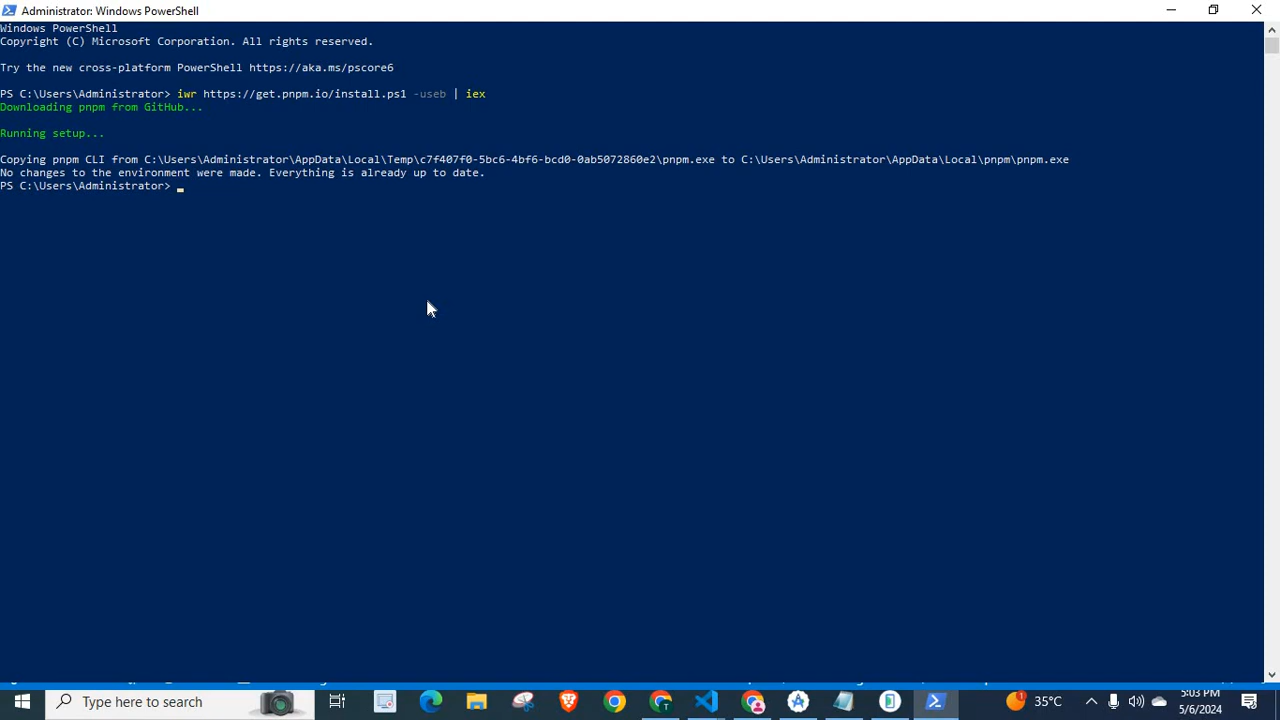 Administrator: Windows PowerShell
Windows PowerShell
Copyright (C) Microsoft Corporation. All rights reserved.
Try the new cross-platform PowerShell https://aka.ms/pscore6
PS C:\Users\Administrator> iwr https://get.pnpm.io/install.ps1 -useb | iex
Downloading pnpm from GitHub...
Running setup...
Copying pnpm CLI from C:\Users\Administrator\AppData\Local\Temp\c7f407f0-5bc6-4bf6-bcd0-0ab5072860e2\pnpm.exe to C:\Users\Administrator\AppData\Local\pnpm\pnpm.exe
No changes to the environment were made. Everything is already up to date.
PS C:\Users\Administrator>
Type here to search
35°C
5:03 PM
5/6/2024